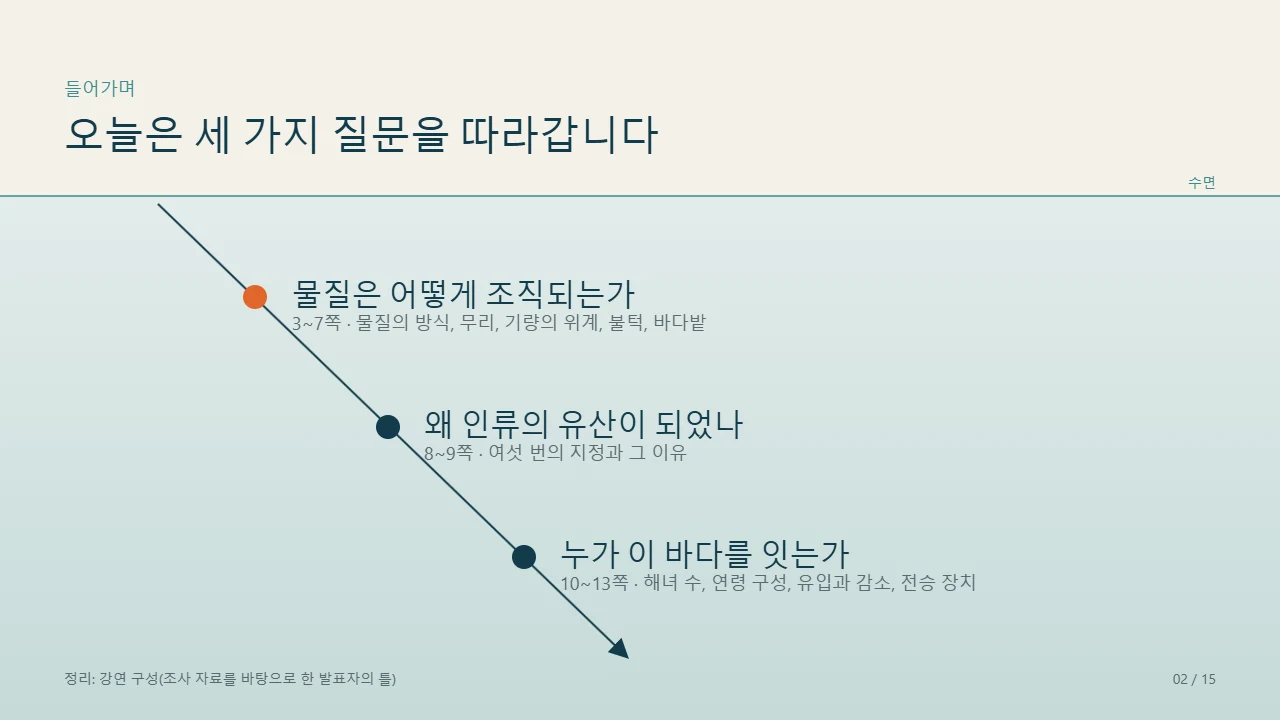 들어가며
오늘은 세 가지 질문을 따라갑니다
수면
물질은 어떻게 조직되는가
3~7쪽 · 물질의 방식, 무리, 기량의 위계, 불턱, 바다밭
왜 인류의 유산이 되었나
8~9쪽 · 여섯 번의 지정과 그 이유
누가 이 바다를 잇는가
10~13쪽 · 해녀 수, 연령 구성, 유입과 감소, 전승 장치
정리: 강연 구성(조사 자료를 바탕으로 한 발표자의 틀)
02 / 15